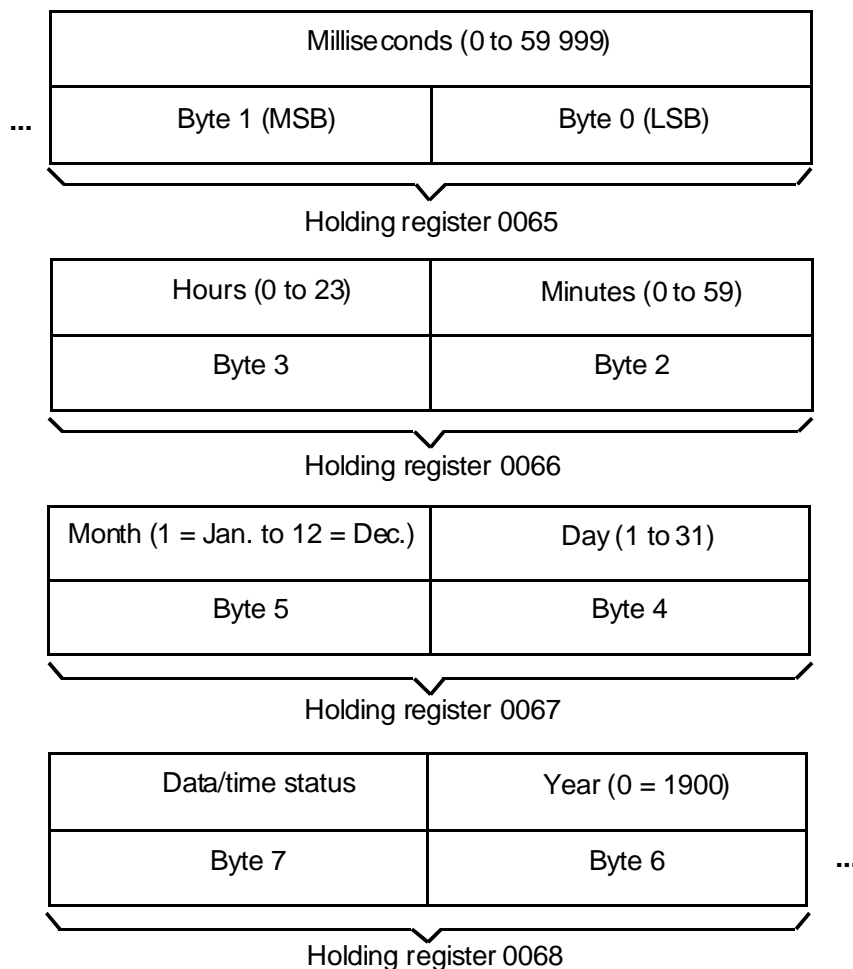 Milliseconds (0 to 59 999)
... Byte 1 (MSB) Byte 0 (LSB)
Holding register 0065
Hours (0 to 23) Minutes (0 to 59)
Byte 3 Byte 2
Holding register 0066
Month (1 = Jan. to 12 = Dec.) Day (1 to 31)
Byte 5 Byte 4
Holding register 0067
Data/time status Year (0 = 1900)
Byte 7 Byte 6 ...
Holding register 0068